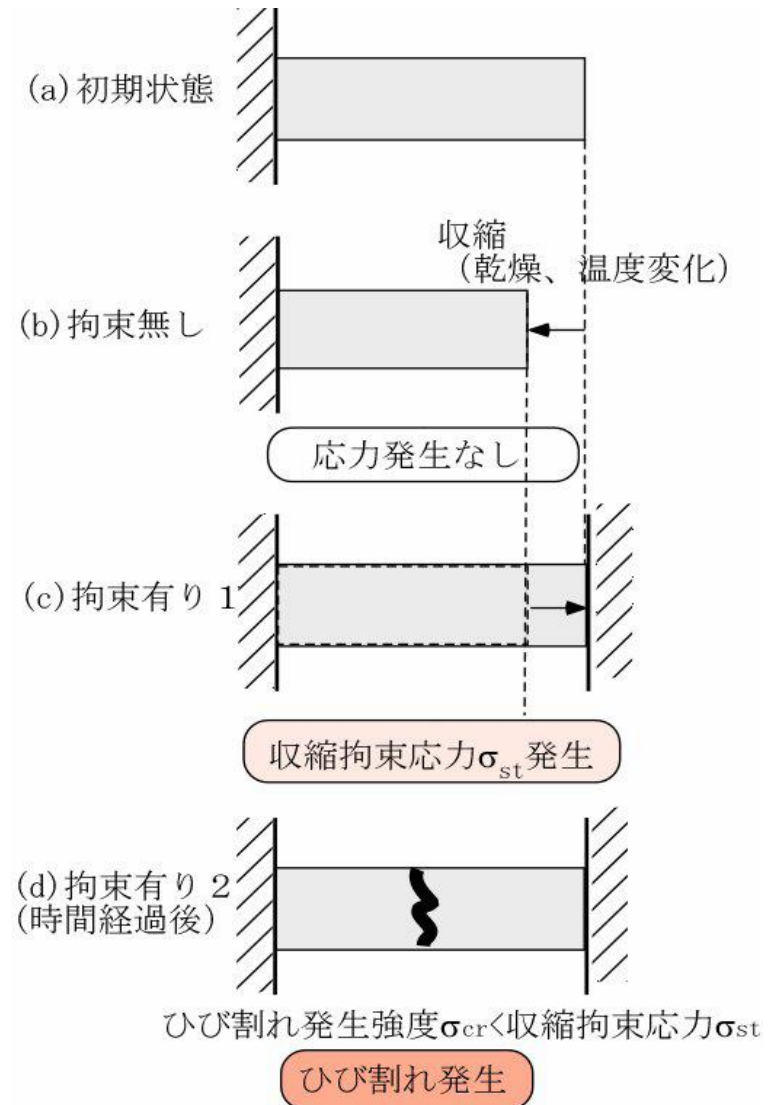 (a)初期状態
収縮
（乾燥、温度変化）
(b)拘束無し
応力発生なし
(c)拘束有り1
収縮拘束応力σst発生
(d)拘束有り2
(時間経過後)
ひび割れ発生強度σcr<収縮拘束応力σst
ひび割れ発生